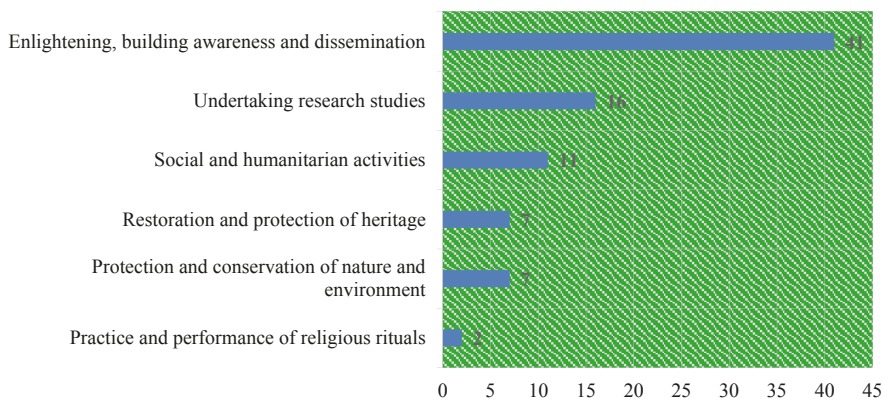 Enlightening, building awareness and dissemination
41
Undertaking research studies
16
Social and humanitarian activities
11
Restoration and protection of heritage
7
Protection and conservation of nature and
environment
7
Practice and performance of religious rituals
2
0 5 10 15 20 25 30 35 40 45